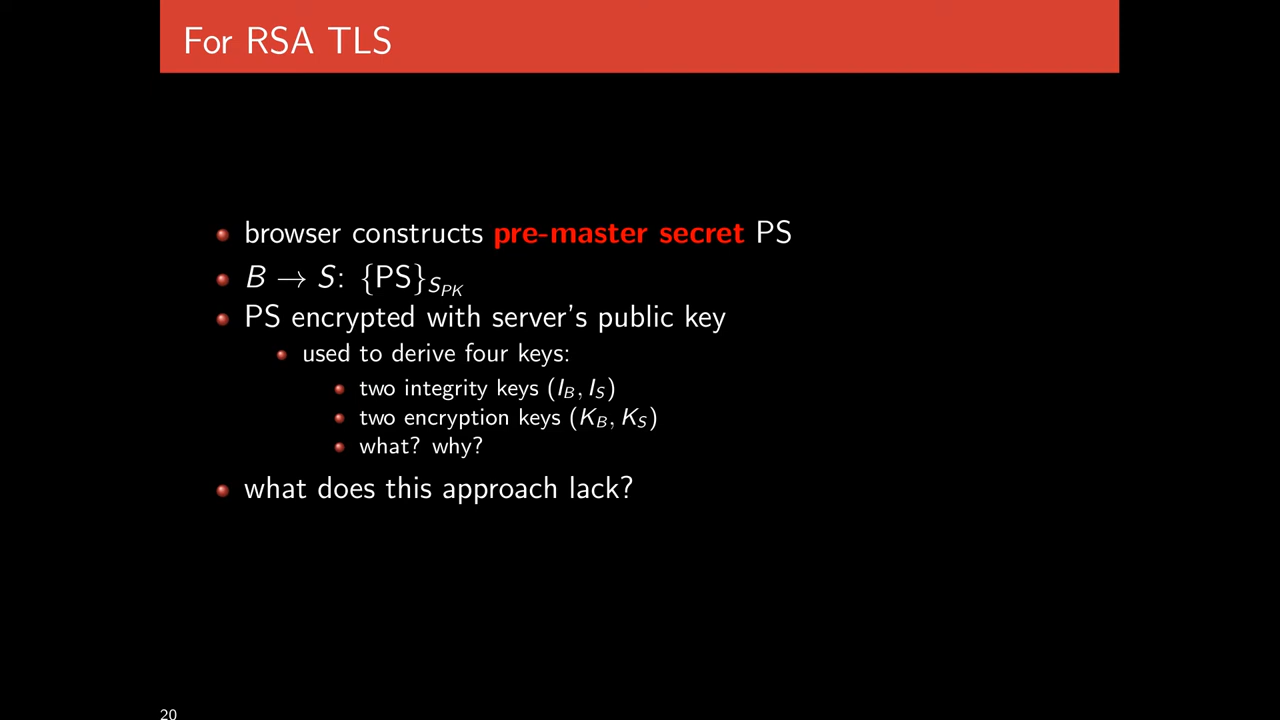 For RSA TLS
browser constructs pre-master secret PS
B → S: {PS}S_PK
PS encrypted with server's public key
used to derive four keys:
two integrity keys (I_B, I_S)
two encryption keys (K_B, K_S)
what? why?
what does this approach lack?
20